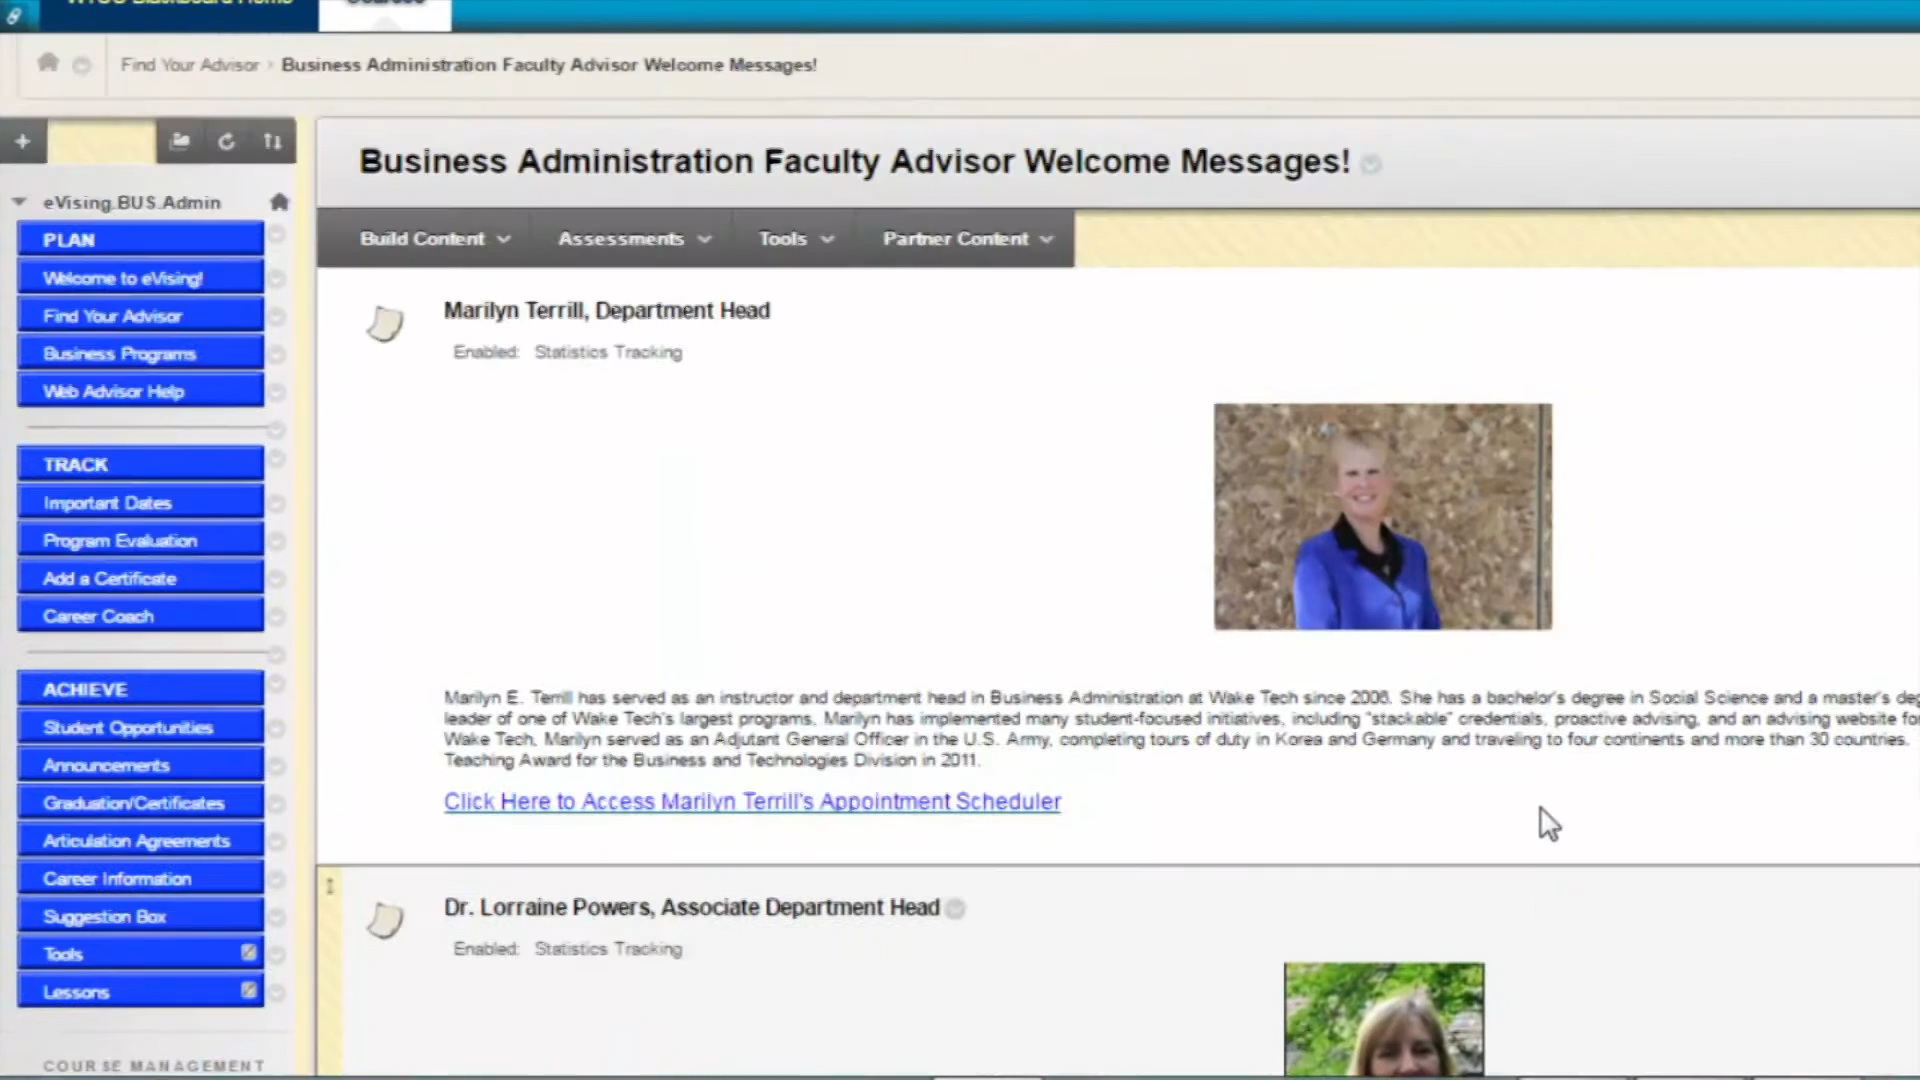 Find Your Advisor › Business Administration Faculty Advisor Welcome Messages!
eVising.BUS.Admin
PLAN
Welcome to eVising!
Find Your Advisor
Business Programs
Web Advisor Help
TRACK
Important Dates
Program Evaluation
Add a Certificate
Career Coach
ACHIEVE
Student Opportunities
Announcements
Graduation/Certificates
Articulation Agreements
Career Information
Suggestion Box
Tools
Lessons
COURSE MANAGEMENT
Business Administration Faculty Advisor Welcome Messages!
Build Content Assessments Tools Partner Content
Marilyn Terrill, Department Head
Enabled: Statistics Tracking
Marilyn E. Terrill has served as an instructor and department head in Business Administration at Wake Tech since 2006. She has a bachelor's degree in Social Science and a master's
leader of one of Wake Tech's largest programs, Marilyn has implemented many student-focused initiatives, including "stackable" credentials, proactive advising, and an advising website for
Wake Tech, Marilyn served as an Adjutant General Officer in the U.S. Army, completing tours of duty in Korea and Germany and traveling to four continents and more than 30 countries.
Teaching Award for the Business and Technologies Division in 2011.
Click Here to Access Marilyn Terrill's Appointment Scheduler
Dr. Lorraine Powers, Associate Department Head
Enabled: Statistics Tracking